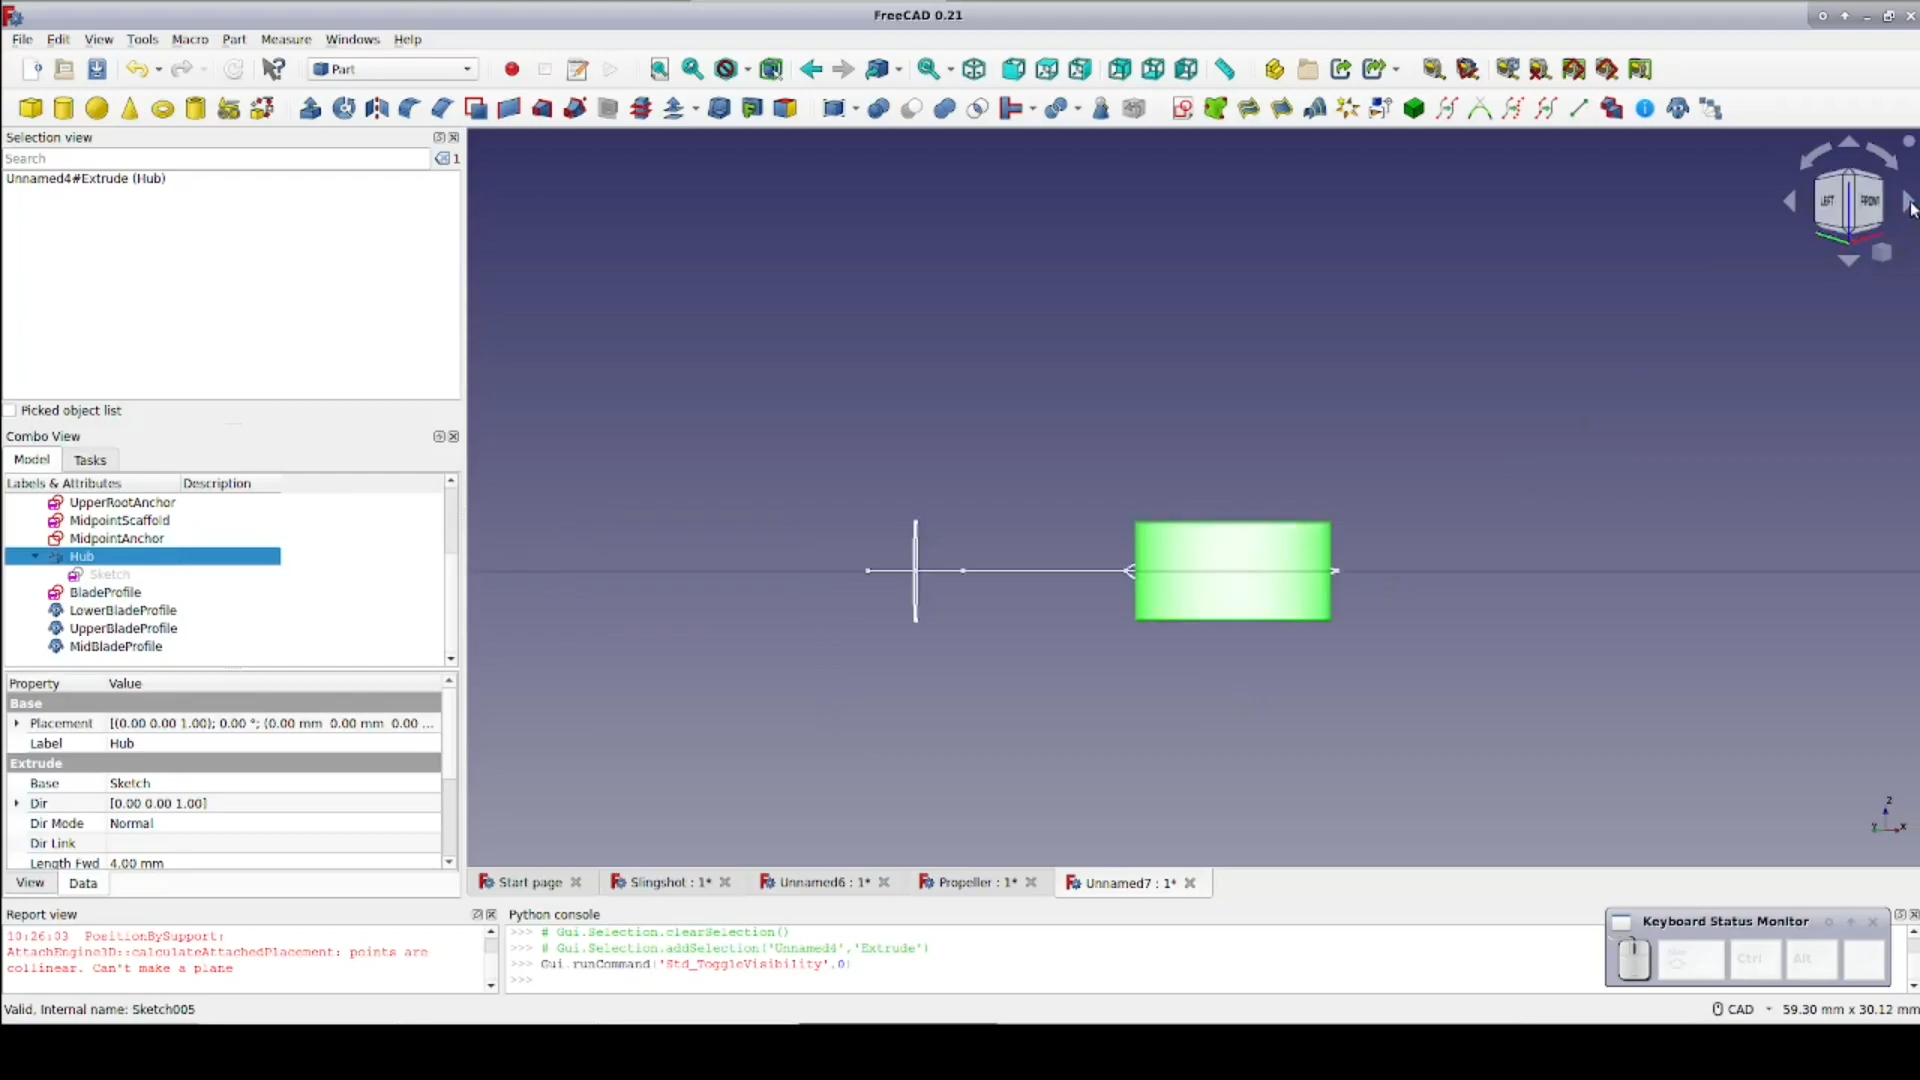 FreeCAD 0.21
File Edit View Tools Macro Part Measure Windows Help
Part
Selection view
Search
1
Unnamed4#Extrude (Hub)
Picked object list
Combo View
Model Tasks
Labels & Attributes Description
UpperRootAnchor
MidpointScaffold
MidpointAnchor
Hub
Sketch
BladeProfile
LowerBladeProfile
UpperBladeProfile
MidBladeProfile
Property Value
Base
Placement [(0.00 0.00 1.00); 0.00 °; (0.00 mm 0.00 mm 0.00 ...
Label Hub
Extrude
Base Sketch
Dir [0.00 0.00 1.00]
Dir Mode Normal
Dir Link
Length Fwd 4.00 mm
View Data
LEFT FRONT
Z
X
Start page
Slingshot : 1*
Unnamed6 : 1*
Propeller : 1*
Unnamed7 : 1*
Report view
10:26:03 PositionBySupport:
AttachEngine3D::calculateAttachedPlacement: points are
collinear. Can't make a plane
Python console
>>> # Gui.Selection.clearSelection()
>>> # Gui.Selection.addSelection('Unnamed4','Extrude')
>>> Gui.runCommand('Std_ToggleVisibility',0)
>>>
Keyboard Status Monitor
Ctrl Alt
Valid, Internal name: Sketch005
CAD 59.30 mm x 30.12 mm